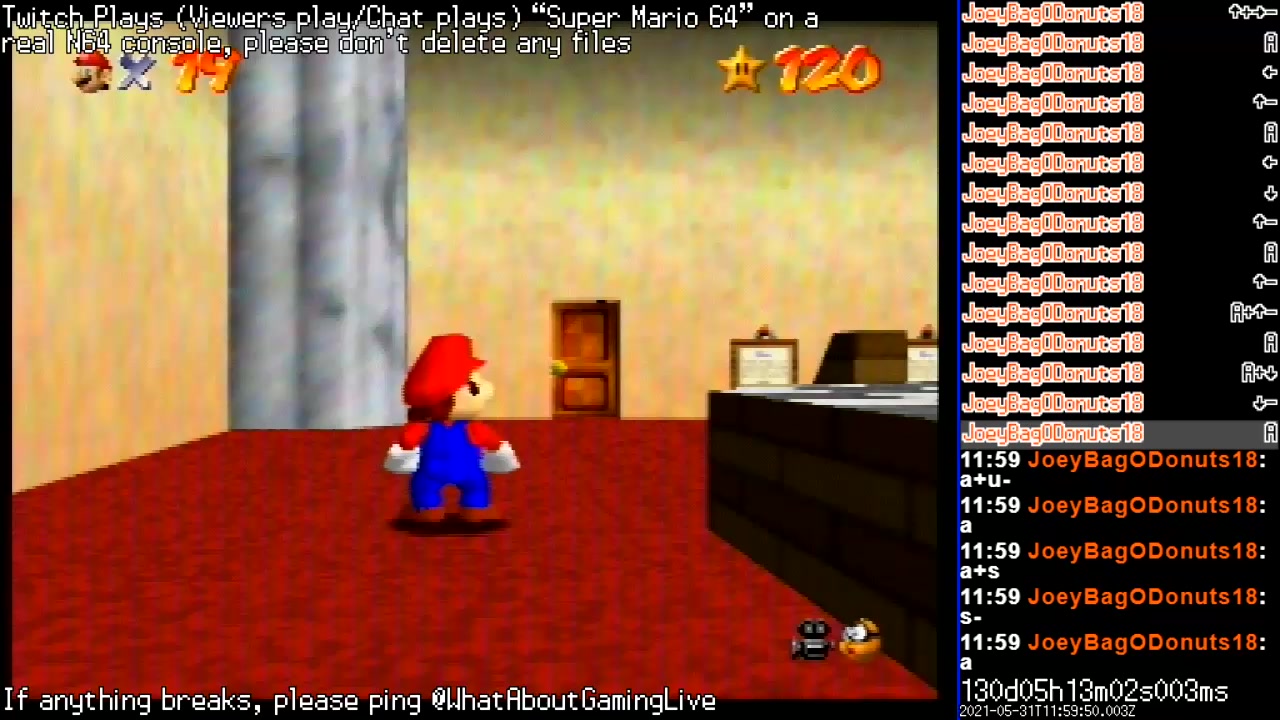 Twitch Plays (Viewers play/Chat plays) “Super Mario 64” on a
real N64 console, please don't delete any files
19
120
JoeyBagODonuts18 ↑+→-
JoeyBagODonuts18 A
JoeyBagODonuts18 ←
JoeyBagODonuts18 ↑-
JoeyBagODonuts18 A
JoeyBagODonuts18 ←
JoeyBagODonuts18 ↓
JoeyBagODonuts18 ↑-
JoeyBagODonuts18 A
JoeyBagODonuts18 ↑-
JoeyBagODonuts18 A+↑-
JoeyBagODonuts18 A
JoeyBagODonuts18 A+↓
JoeyBagODonuts18 ↓-
JoeyBagODonuts18 A
11:59 JoeyBagODonuts18:
a+u-
11:59 JoeyBagODonuts18:
a
11:59 JoeyBagODonuts18:
a+s
11:59 JoeyBagODonuts18:
s-
11:59 JoeyBagODonuts18:
a
130d05h13m02s003ms
2021-05-31T11:59:50.003Z
If anything breaks, please ping @WhatAboutGamingLive